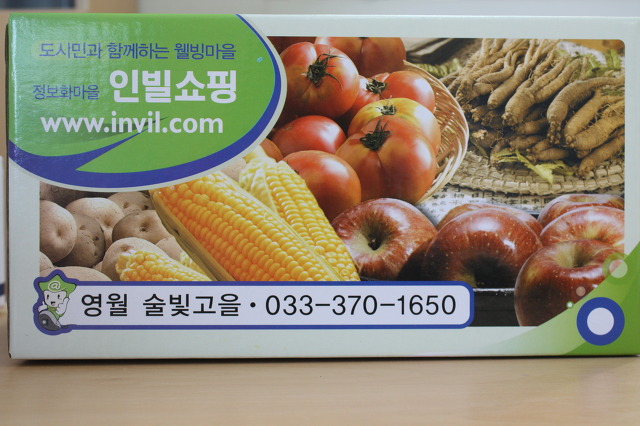 도시민과 함께하는 웰빙마을
정보화마을 인빌쇼핑
www.invil.com
영월 술빛고을 · 033-370-1650